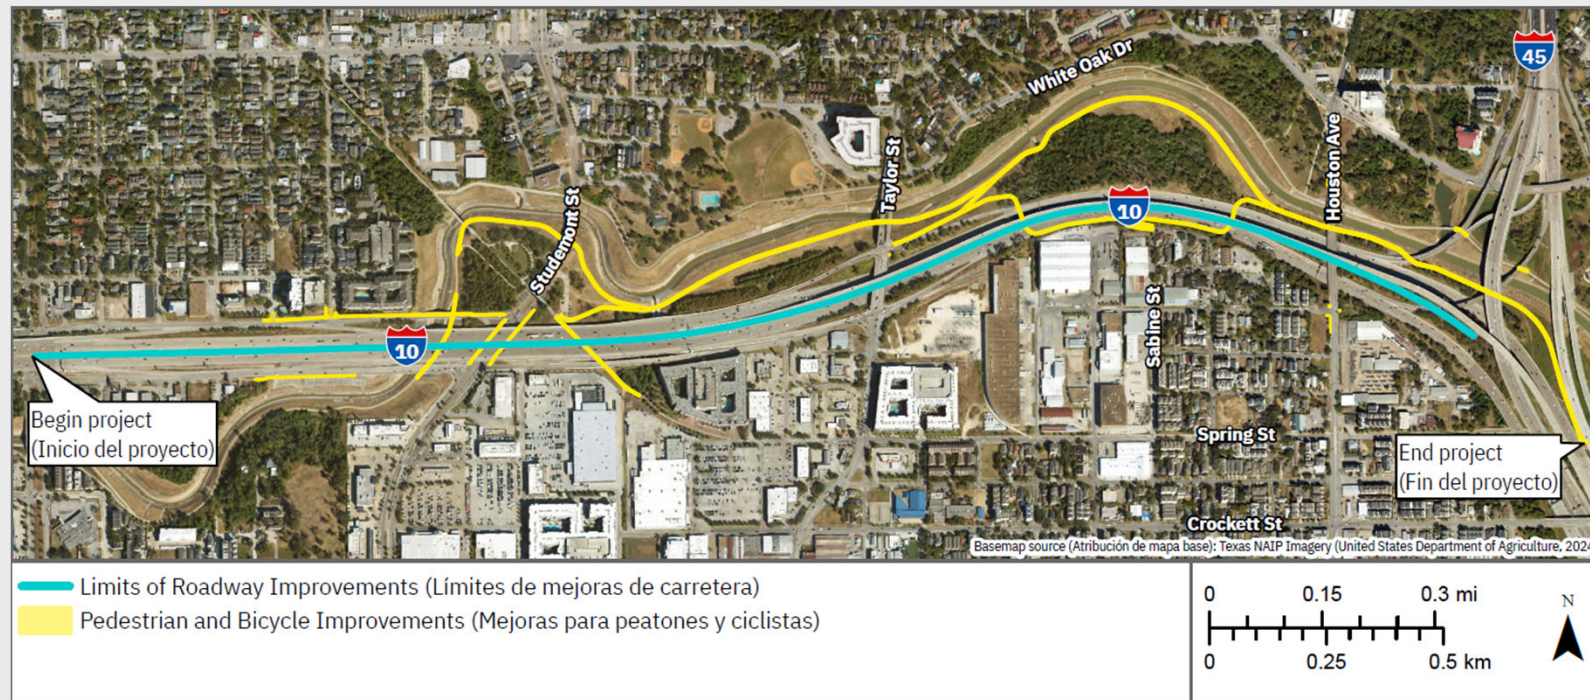 White Oak Dr
45
Taylor St
Houston Ave
Studemont St
10
10
Sabine St
Begin project
(Inicio del proyecto)
Spring St
End project
(Fin del proyecto)
Crockett St
Basemap source (Atribución de mapa base): Texas NAIP Imagery (United States Department of Agriculture, 2024
Limits of Roadway Improvements (Límites de mejoras de carretera)
Pedestrian and Bicycle Improvements (Mejoras para peatones y ciclistas)
0 0.15 0.3 mi
0 0.25 0.5 km
N